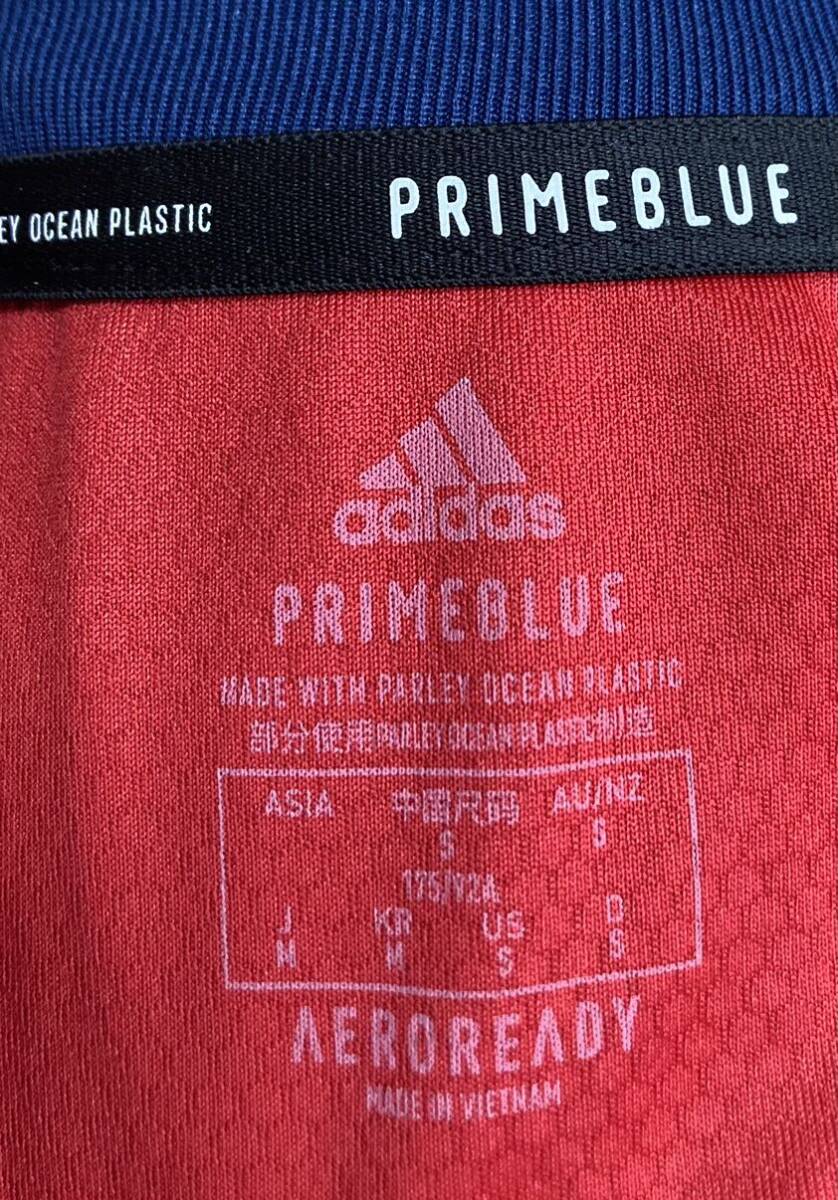 EY OCEAN PLASTIC PRIMEBLUE
adidas
PRIMEBLUE
MADE WITH PARLEY OCEAN PLASTIC
部分使用PARLEY OCEAN PLASTIC制造
ASIA 中国尺码 AU/NZ
S S
175/92A
J KR US D
M M S S
AEROREADY
MADE IN VIETNAM